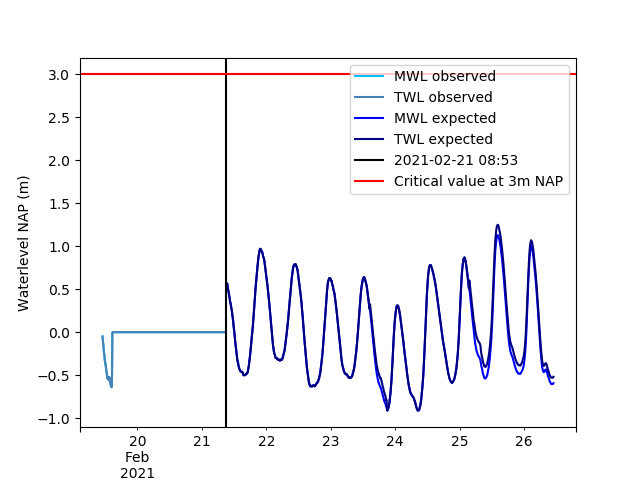 3.0
2.5
2.0
1.5
1.0
0.5
0.0
−0.5
−1.0
Waterlevel NAP (m)
MWL observed
TWL observed
MWL expected
TWL expected
2021-02-21 08:53
Critical value at 3m NAP
20 21 22 23 24 25 26
Feb
2021